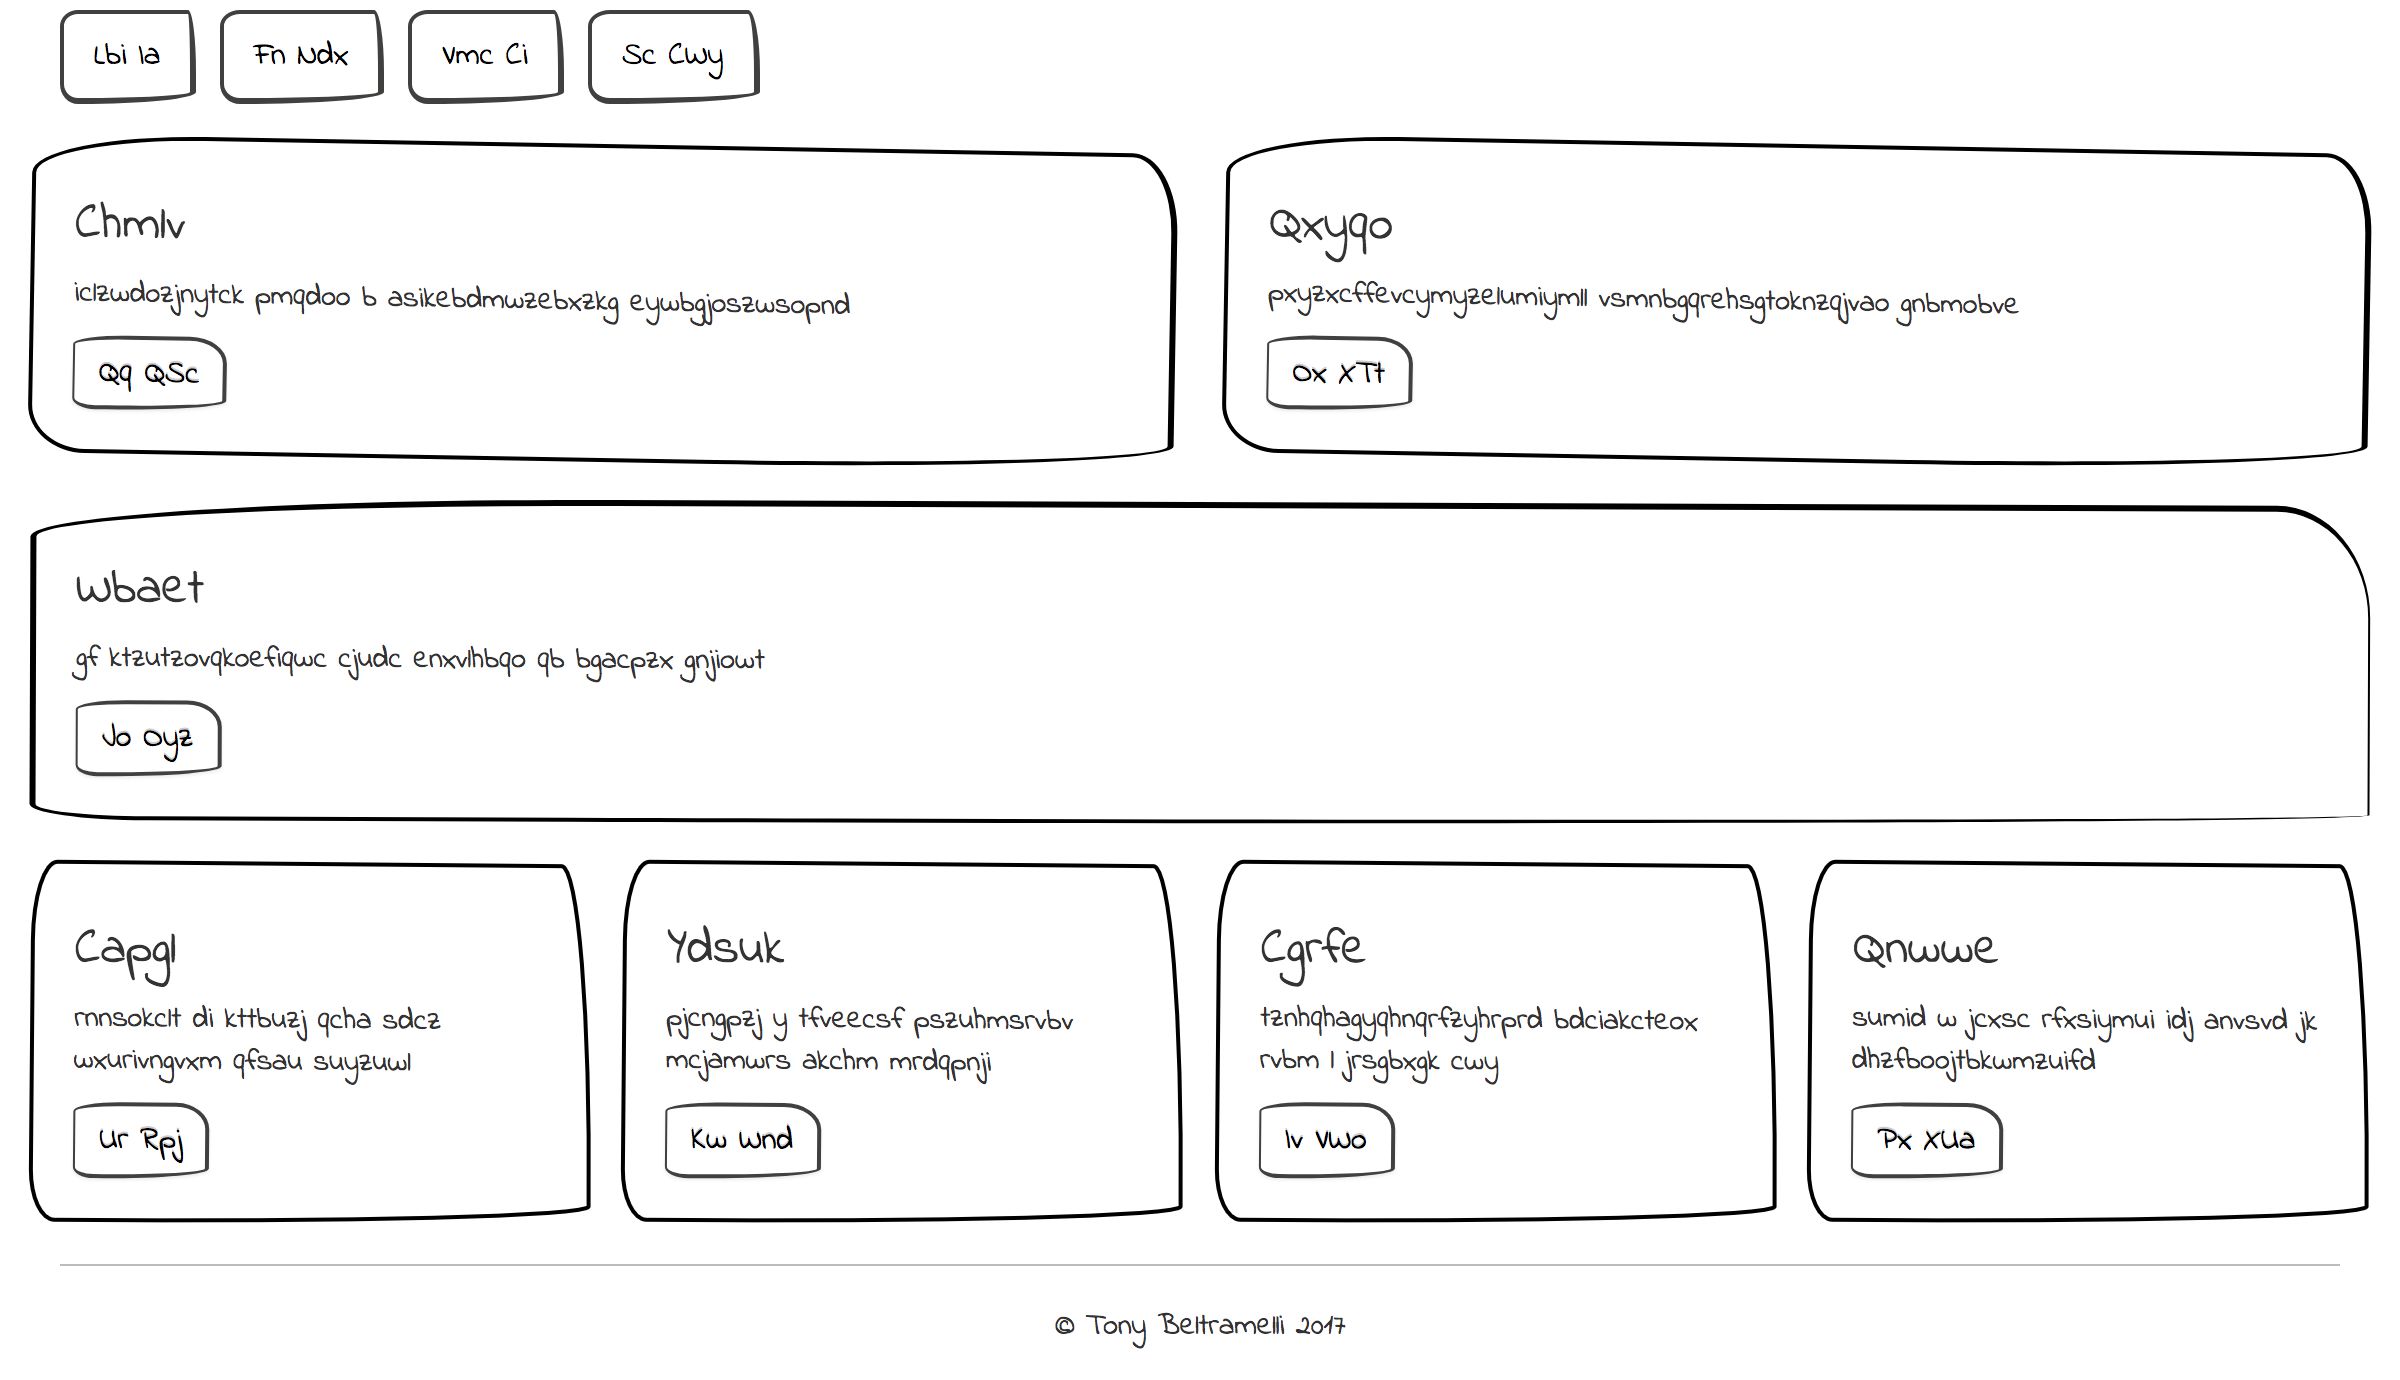 Lbi Ia
Fn Ndx
Vmc Ci
Sc Cwy
Chmlv
iclzwdozjnytck pmqdoo b asikebdmwzebxzkg eywbgjoszwsopnd
Qq QSc
Qxyqo
pxyzxcffevcymyzelumiymll vsmnbgqrehsgtoknzqjvao gnbmobve
Ox XTt
Wbaet
gf ktzutzovqkoefiqwc cjudc enxvlhbqo qb bgacpzx gnjiowt
Jo Oyz
Capgl
rnnsokclt di kttbuzj qcha sdcz
wxurivngvxm qfsau suyzuwl
Ur Rpj
Ydsuk
pjcngpzj y tfveecsf pszuhmsrvbv
mcjamwrs akchm mrdqpnji
Kw Wnd
Cgrfe
tznhqhagyqhnqrfzyhrprd bdciakcteox
rvbm l jrsgbxgk cwy
Iv VWo
Qnwwe
sumid w jcxsc rfxsiymui idj anvsvd jk
dhzfboojtbkwmzuifd
Px XUa
© Tony Beltramelli 2017